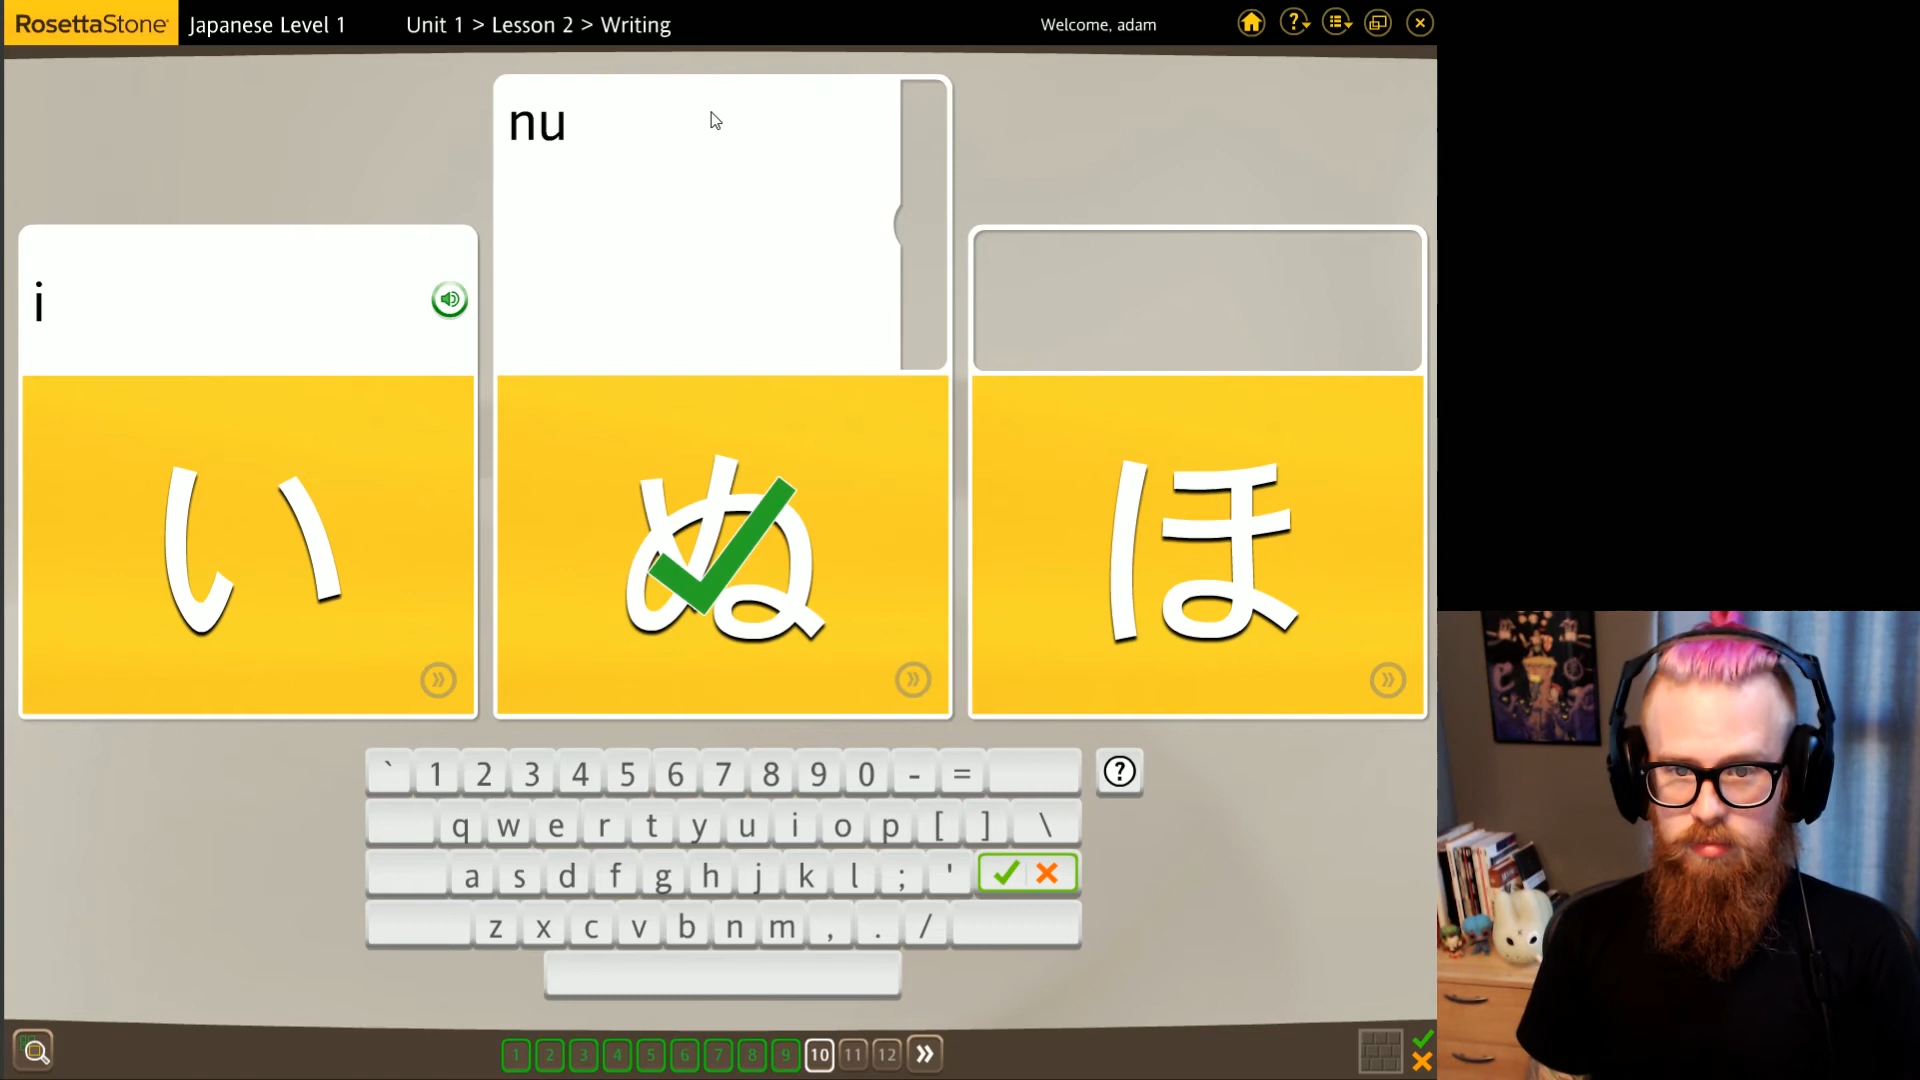 RosettaStone Japanese Level 1 Unit 1 > Lesson 2 > Writing Welcome, adam
nu
i
い ぬ ほ
` 1 2 3 4 5 6 7 8 9 0 - =
q w e r t y u i o p [ ] \
a s d f g h j k l ; '
z x c v b n m , . /
1 2 3 4 5 6 7 8 9 10 11 12